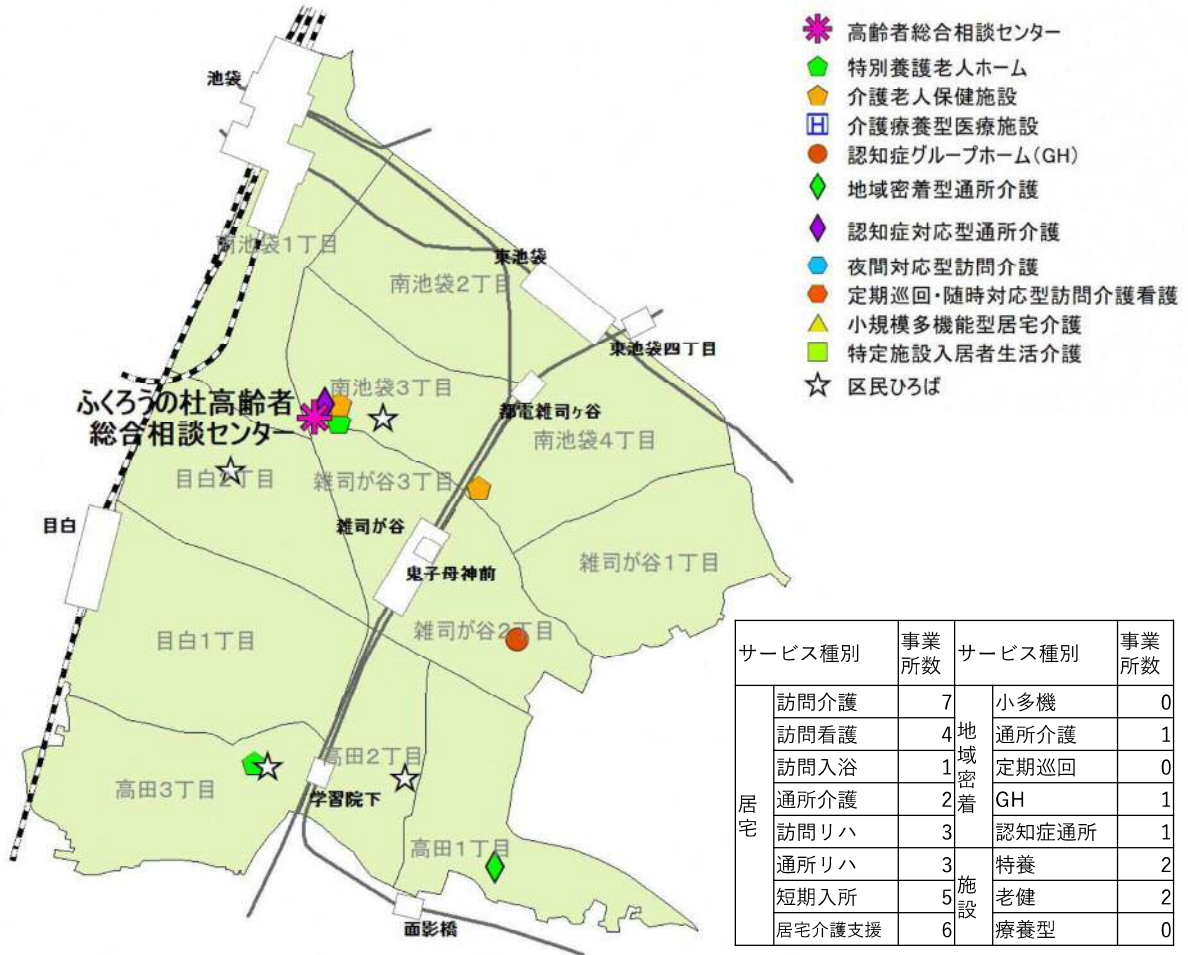 高齢者総合相談センター
特別養護老人ホーム
介護老人保健施設
H 介護療養型医療施設
認知症グループホーム(GH)
地域密着型通所介護
認知症対応型通所介護
夜間対応型訪問介護
定期巡回・随時対応型訪問介護看護
小規模多機能型居宅介護
特定施設入居者生活介護
区民ひろば
池袋
南池袋1丁目
東池袋
南池袋2丁目
東池袋四丁目
南池袋3丁目
ふくろうの杜高齢者
総合相談センター
都電雑司ヶ谷
南池袋4丁目
目白2丁目
雑司が谷3丁目
目白
雑司が谷
鬼子母神前
雑司が谷1丁目
目白1丁目
雑司が谷2丁目
高田3丁目
高田2丁目
学習院下
高田1丁目
面影橋
サービス種別 事業所数 サービス種別 事業所数
居宅 訪問介護 7 地域密着 小多機 0
訪問看護 4 通所介護 1
訪問入浴 1 定期巡回 0
通所介護 2 GH 1
訪問リハ 3 認知症通所 1
通所リハ 3 施設 特養 2
短期入所 5 老健 2
居宅介護支援 6 療養型 0